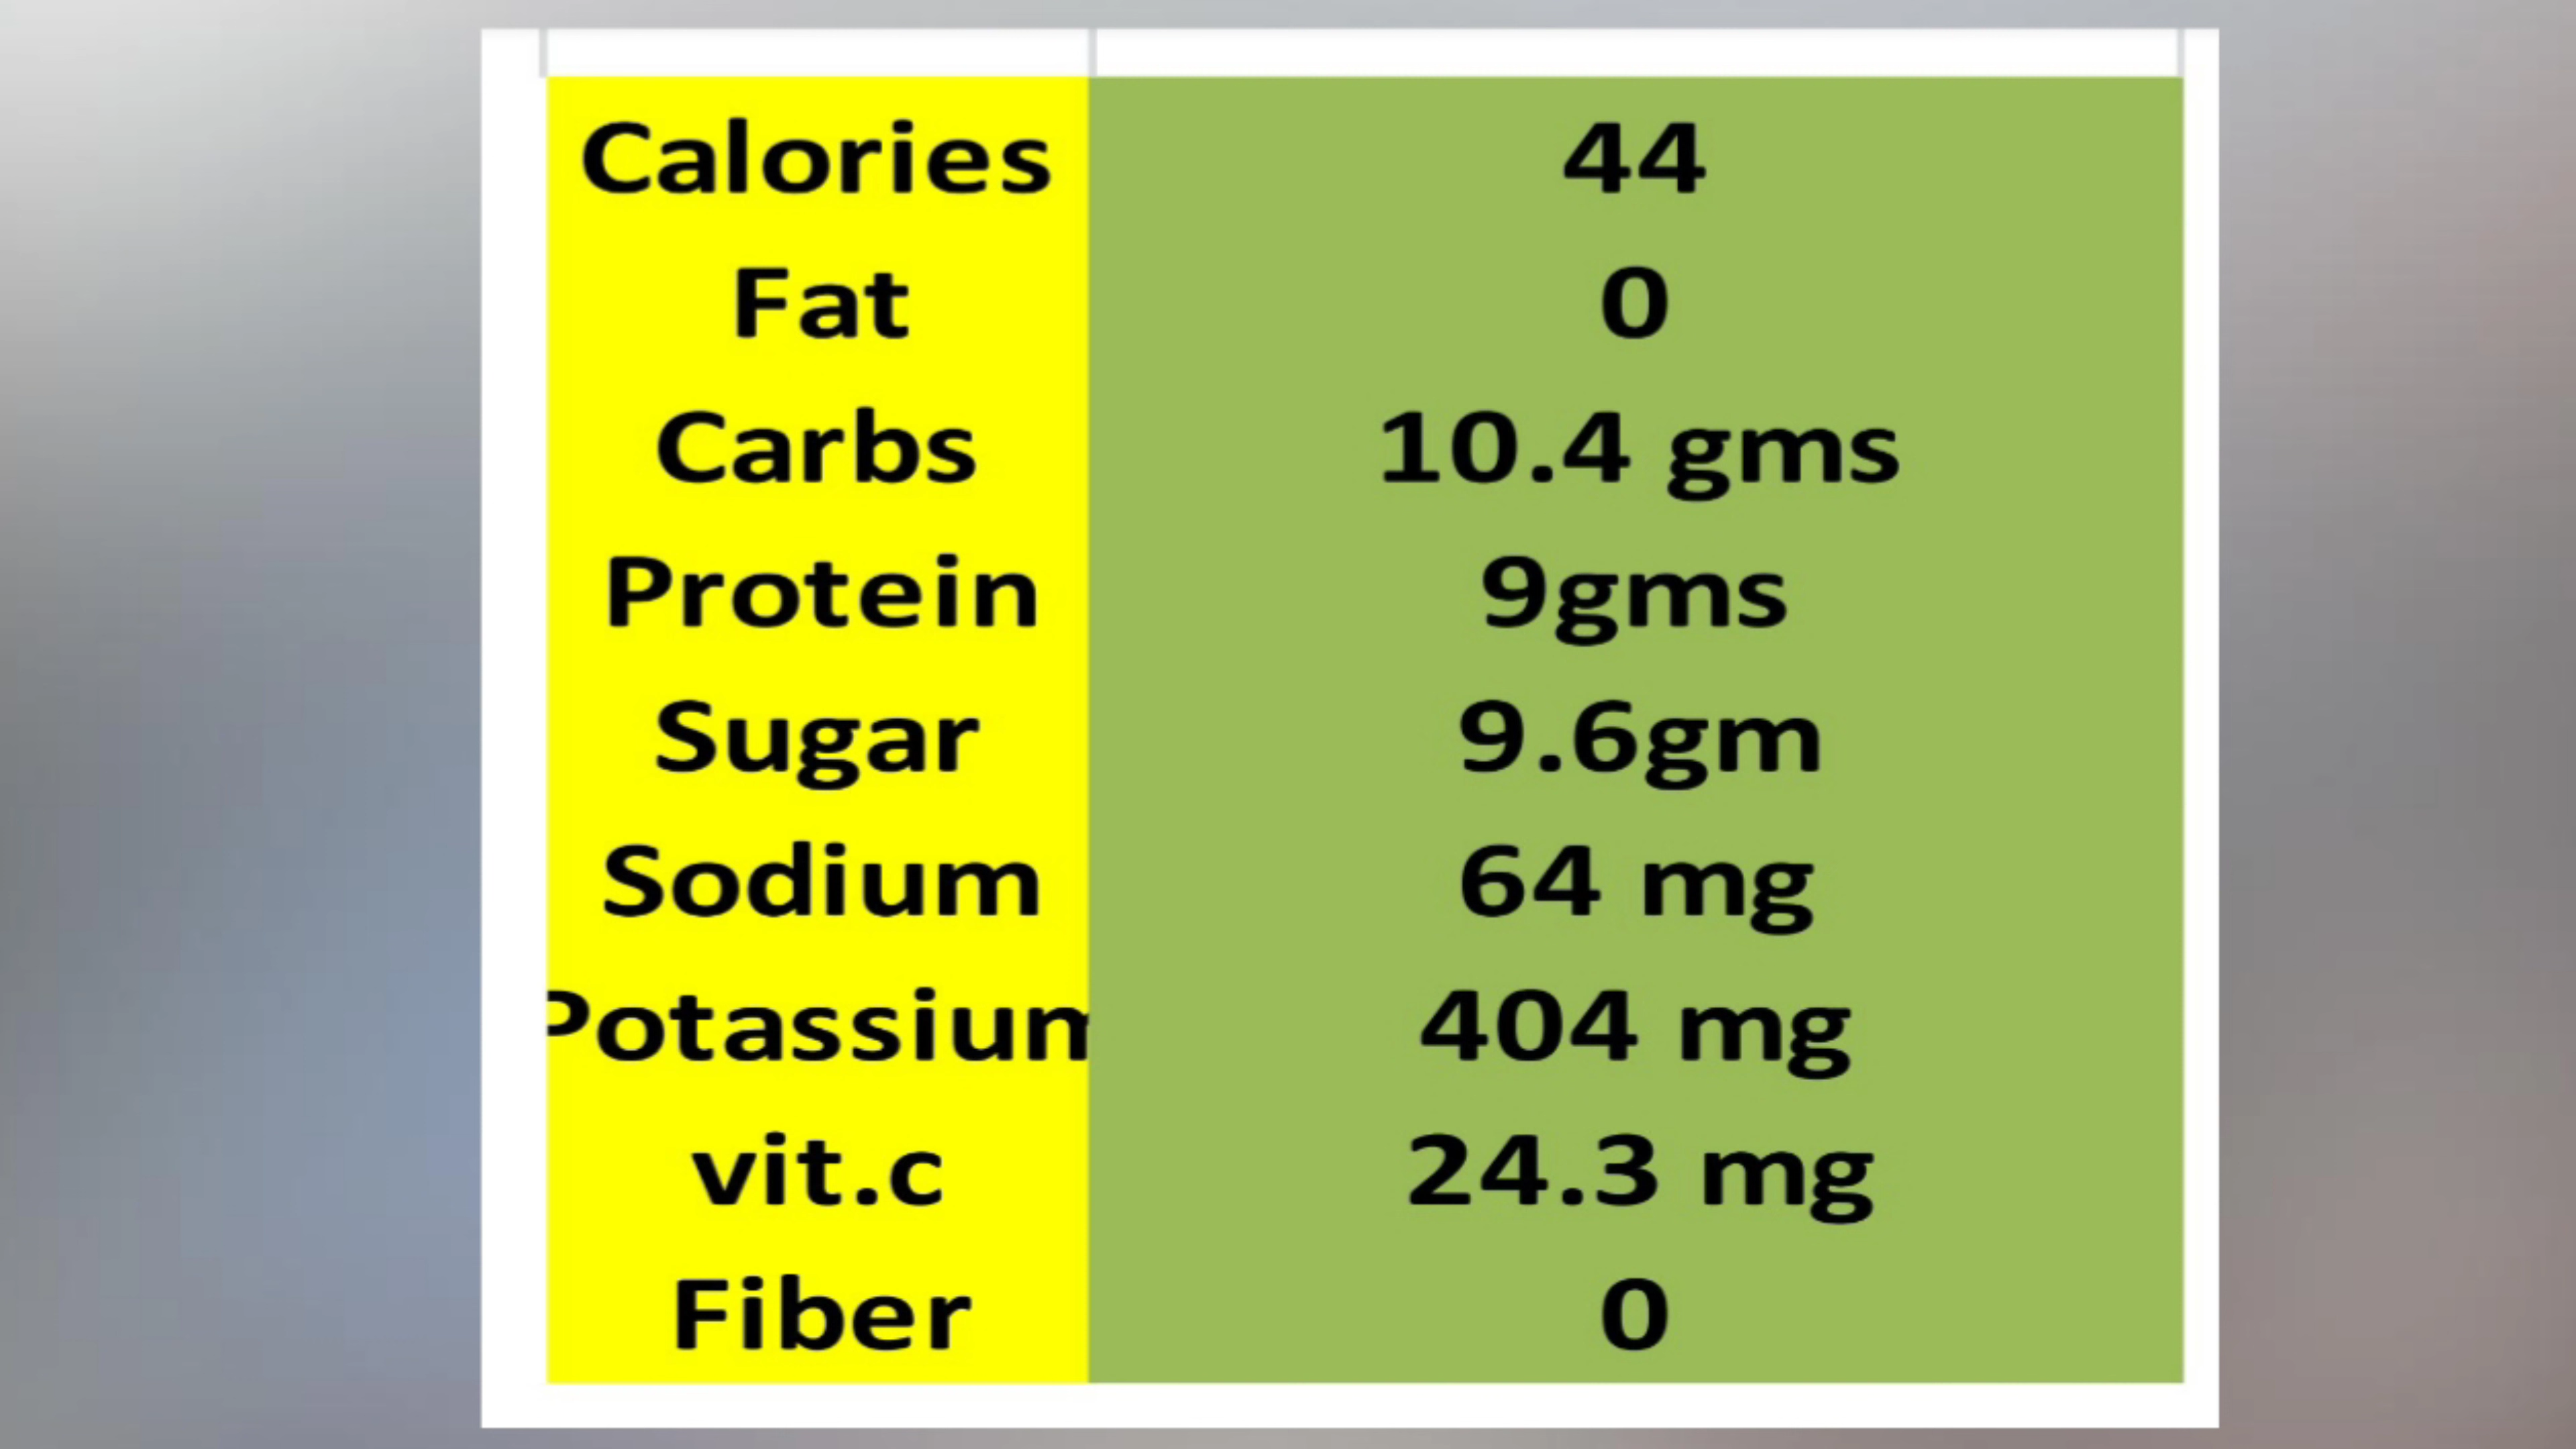 Calories 44
Fat 0
Carbs 10.4 gms
Protein 9gms
Sugar 9.6gm
Sodium 64 mg
Potassium 404 mg
vit.c 24.3 mg
Fiber 0